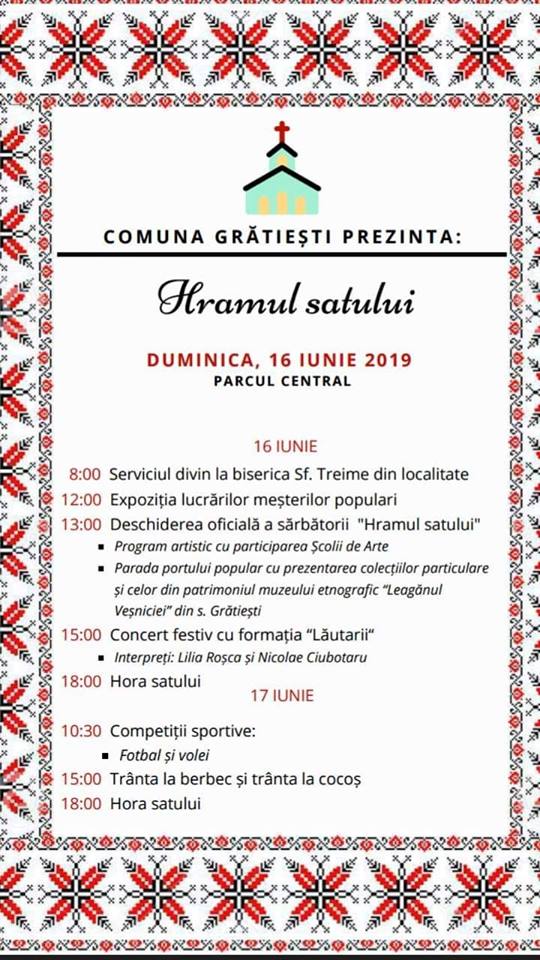 COMUNA GRĂTIEȘTI PREZINTA:
Hramul satului
DUMINICA, 16 IUNIE 2019
PARCUL CENTRAL
16 IUNIE
8:00 Serviciul divin la biserica Sf. Treime din localitate
12:00 Expoziția lucrărilor meșterilor populari
13:00 Deschiderea oficială a sărbătorii "Hramul satului"
▪ Program artistic cu participarea Școlii de Arte
▪ Parada portului popular cu prezentarea colecțiilor particulare
și celor din patrimoniul muzeului etnografic “Leagănul
Veșniciei” din s. Grătiești
15:00 Concert festiv cu formația “Lăutarii“
▪ Interpreți: Lilia Roșca și Nicolae Ciubotaru
18:00 Hora satului
17 IUNIE
10:30 Competiții sportive:
▪ Fotbal și volei
15:00 Trânta la berbec și trânta la cocoș
18:00 Hora satului